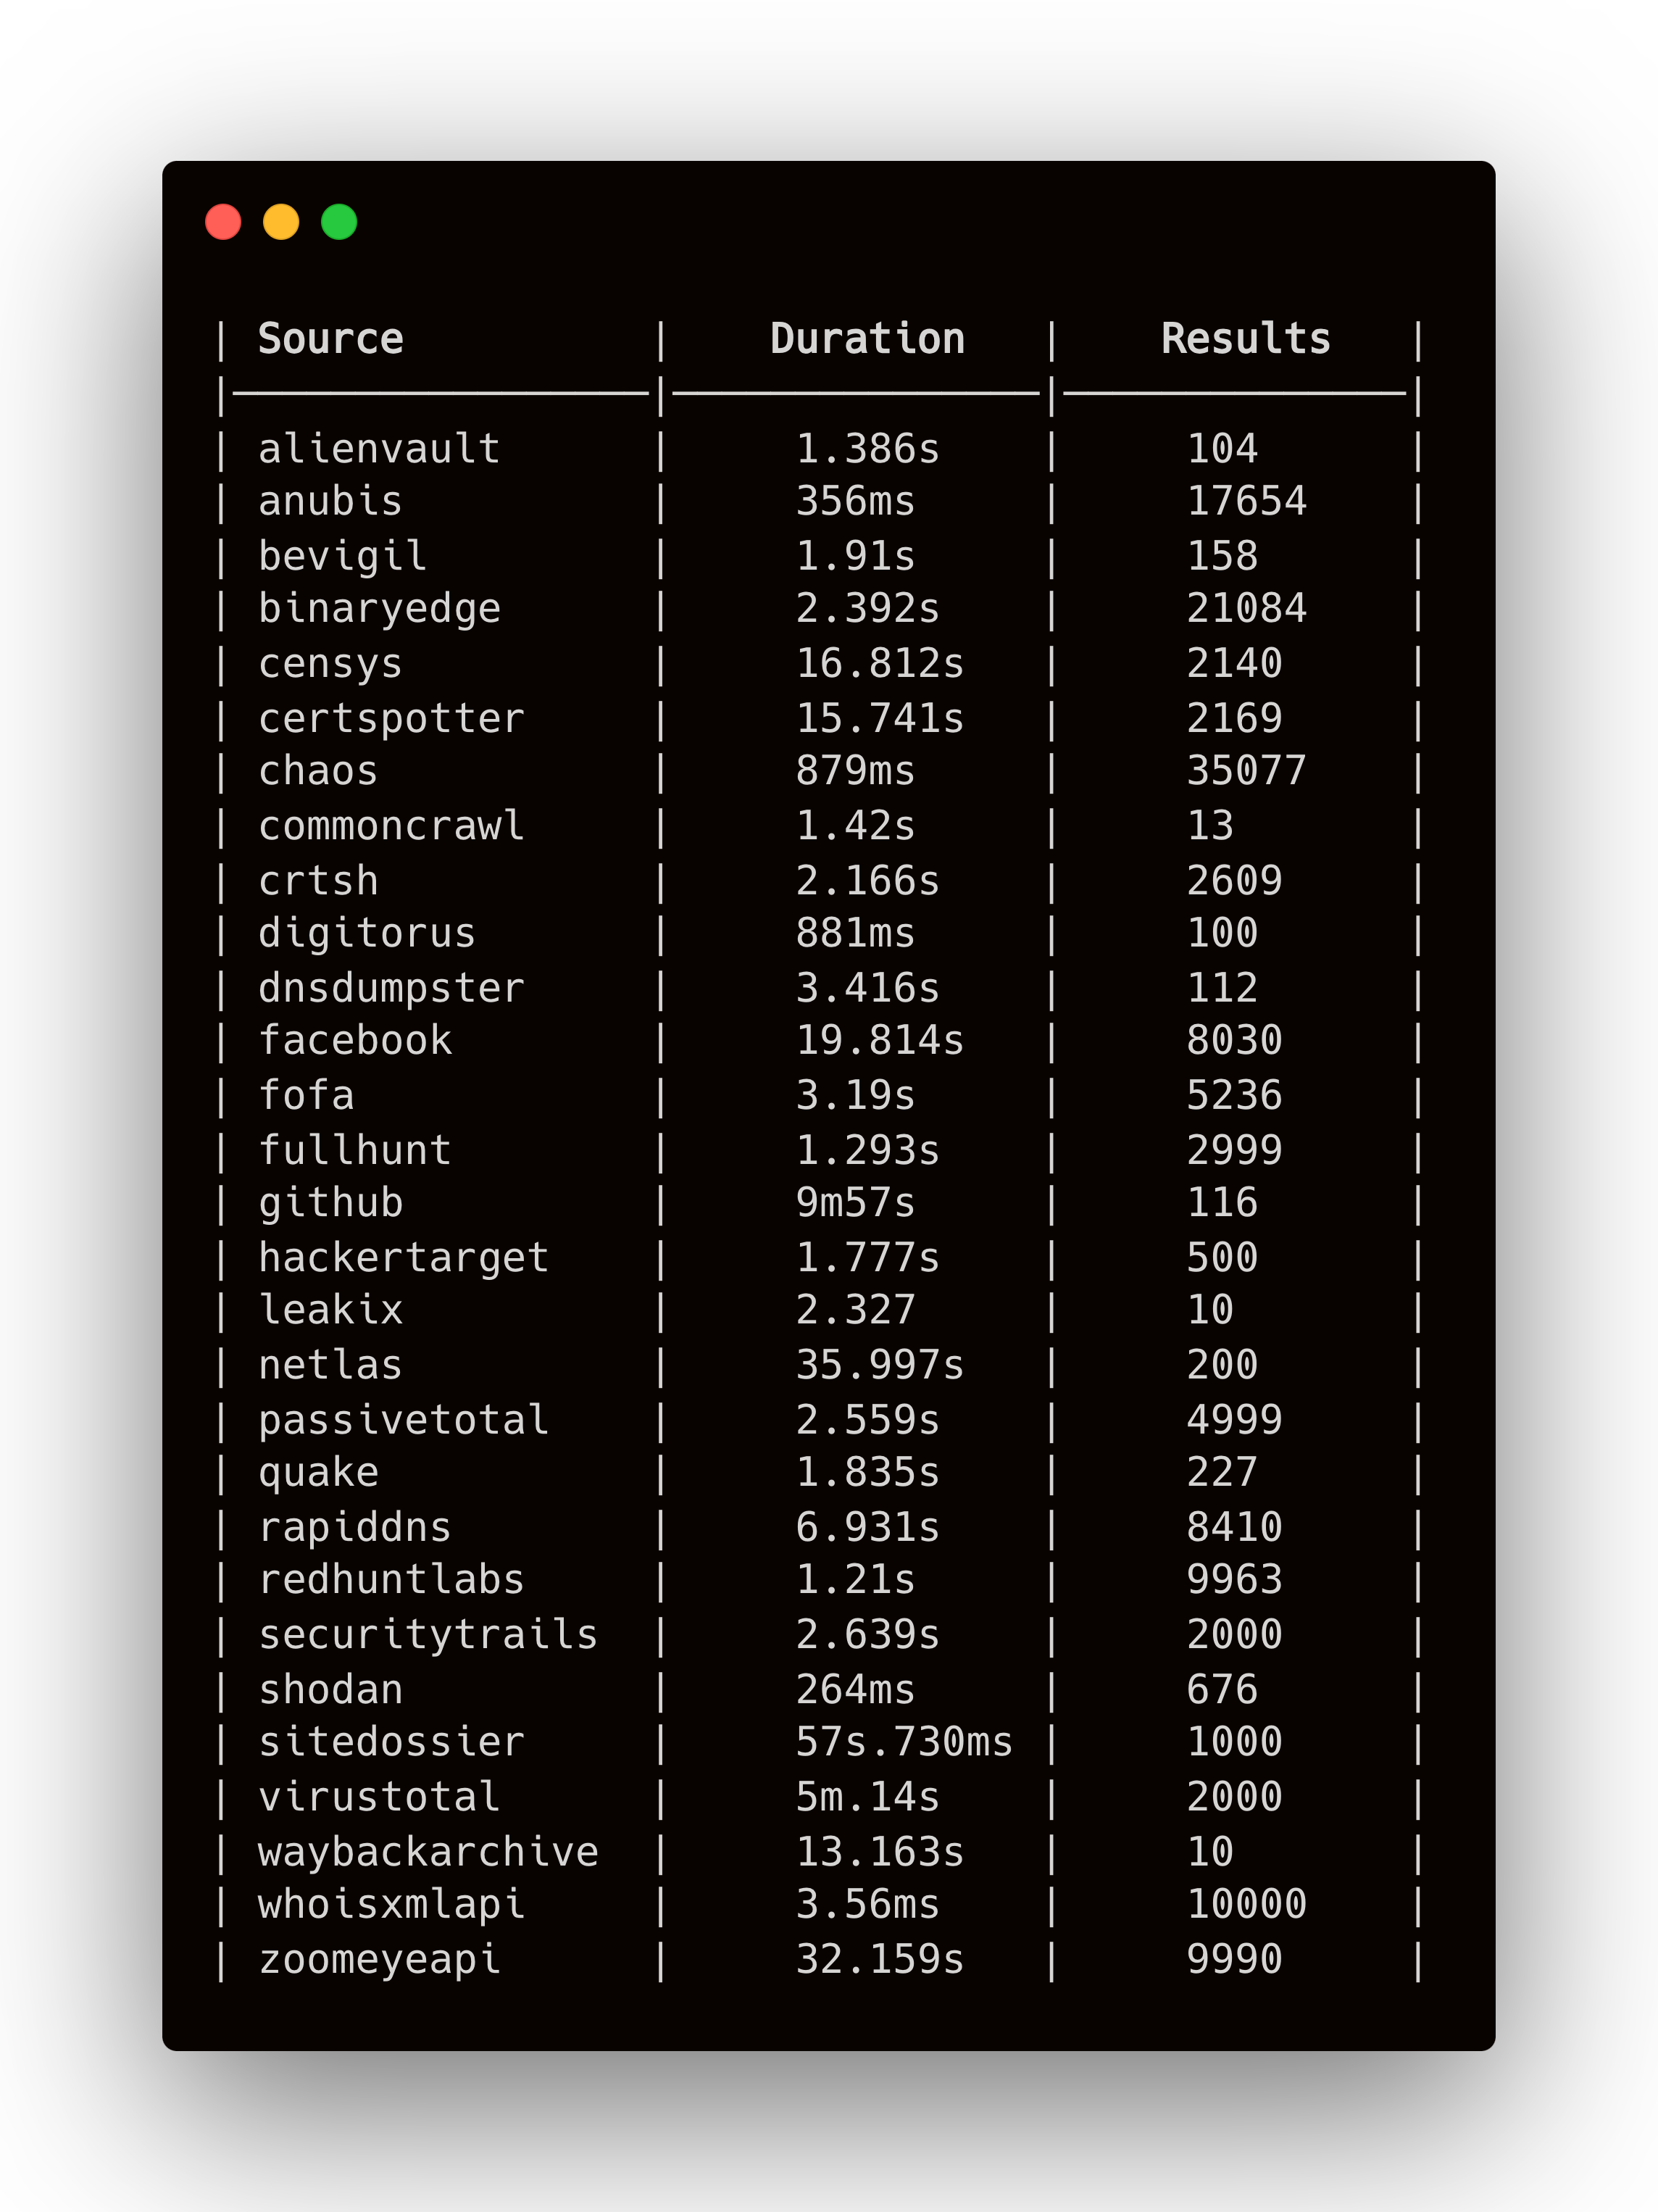 | Source | Duration | Results |
|─────────────────|───────────────|──────────────|
| alienvault | 1.386s | 104 |
| anubis | 356ms | 17654 |
| bevigil | 1.91s | 158 |
| binaryedge | 2.392s | 21084 |
| censys | 16.812s | 2140 |
| certspotter | 15.741s | 2169 |
| chaos | 879ms | 35077 |
| commoncrawl | 1.42s | 13 |
| crtsh | 2.166s | 2609 |
| digitorus | 881ms | 100 |
| dnsdumpster | 3.416s | 112 |
| facebook | 19.814s | 8030 |
| fofa | 3.19s | 5236 |
| fullhunt | 1.293s | 2999 |
| github | 9m57s | 116 |
| hackertarget | 1.777s | 500 |
| leakix | 2.327 | 10 |
| netlas | 35.997s | 200 |
| passivetotal | 2.559s | 4999 |
| quake | 1.835s | 227 |
| rapiddns | 6.931s | 8410 |
| redhuntlabs | 1.21s | 9963 |
| securitytrails | 2.639s | 2000 |
| shodan | 264ms | 676 |
| sitedossier | 57s.730ms | 1000 |
| virustotal | 5m.14s | 2000 |
| waybackarchive | 13.163s | 10 |
| whoisxmlapi | 3.56ms | 10000 |
| zoomeyeapi | 32.159s | 9990 |